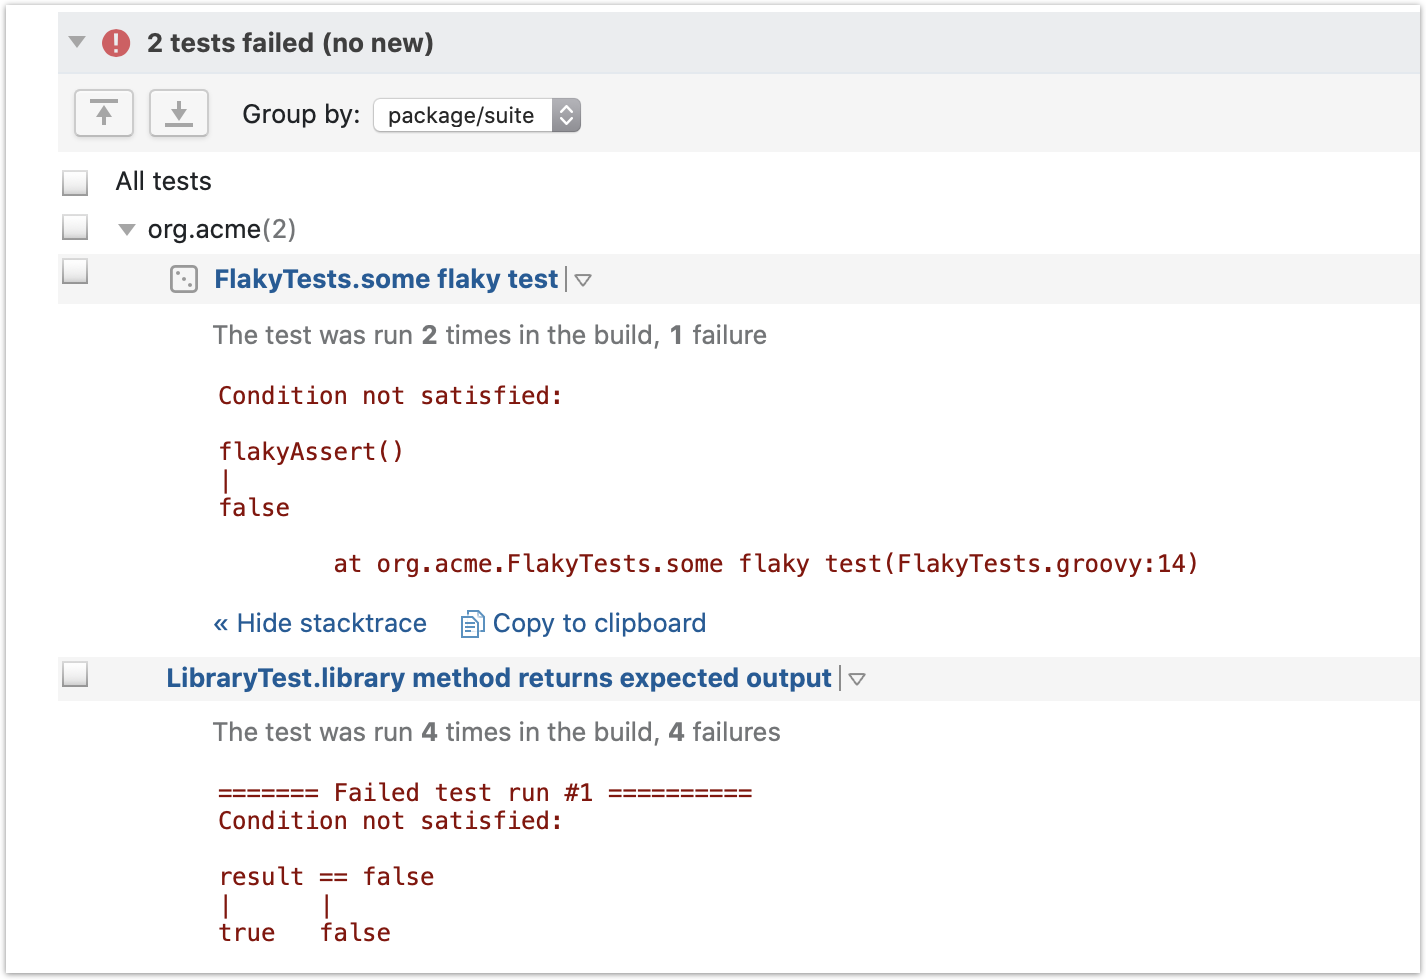 2 tests failed (no new)
Group by: package/suite
All tests
org.acme(2)
FlakyTests.some flaky test
The test was run 2 times in the build, 1 failure
Condition not satisfied:
flakyAssert()
|
false
at org.acme.FlakyTests.some flaky test(FlakyTests.groovy:14)
« Hide stacktrace Copy to clipboard
LibraryTest.library method returns expected output
The test was run 4 times in the build, 4 failures
======= Failed test run #1 ==========
Condition not satisfied:
result == false
| |
true false